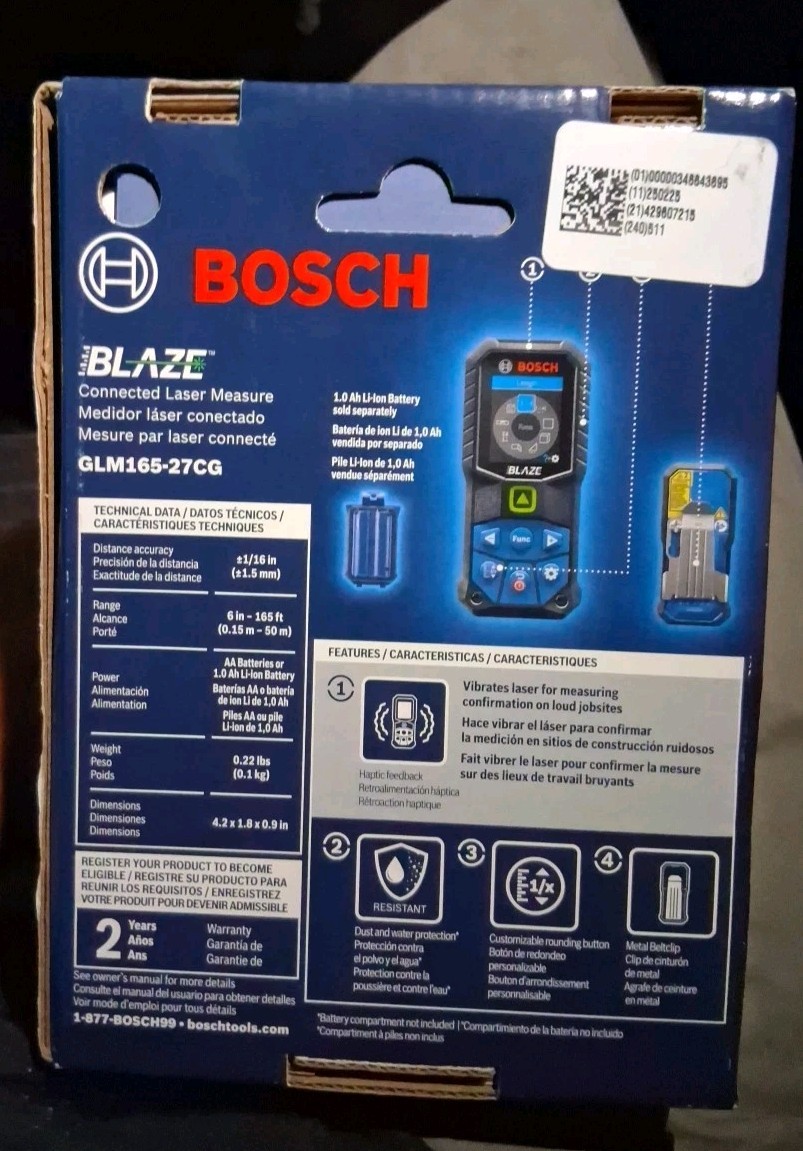 (01)00000346643895
(11)250225
(21)429607215
(240)611
BOSCH
BLAZE™
Connected Laser Measure
Medidor láser conectado
Mesure par laser connecté
GLM165-27CG
1.0 Ah Li-Ion Battery
sold separately
Batería de ion Li de 1,0 Ah
vendida por separado
Pile Li-Ion de 1,0 Ah
vendue séparément
1
BOSCH
Func
BLAZE
Func
TECHNICAL DATA / DATOS TÉCNICOS /
CARACTÉRISTIQUES TECHNIQUES
Distance accuracy
Precisión de la distancia
Exactitude de la distance
±1/16 in
(±1.5 mm)
Range
Alcance
Porté
6 in – 165 ft
(0.15 m – 50 m)
Power
Alimentación
Alimentation
AA Batteries or
1.0 Ah Li-Ion Battery
Baterías AA o batería
de ion Li de 1,0 Ah
Piles AA ou pile
Li-Ion de 1,0 Ah
Weight
Peso
Poids
0.22 lbs
(0.1 kg)
Dimensions
Dimensiones
Dimensions
4.2 x 1.8 x 0.9 in
REGISTER YOUR PRODUCT TO BECOME
ELIGIBLE / REGISTRE SU PRODUCTO PARA
REUNIR LOS REQUISITOS / ENREGISTREZ
VOTRE PRODUIT POUR DEVENIR ADMISSIBLE
2 Years
Años
Ans
Warranty
Garantía de
Garantie de
See owner's manual for more details
Consulte el manual del usuario para obtener detalles
Voir mode d'emploi pour tous détails
1-877-BOSCH99 • boschtools.com
FEATURES / CARACTERISTICAS / CARACTERISTIQUES
1
Haptic feedback
Retroalimentación háptica
Rétroaction haptique
Vibrates laser for measuring
confirmation on loud jobsites
Hace vibrar el láser para confirmar
la medición en sitios de construcción ruidosos
Fait vibrer le laser pour confirmer la mesure
sur des lieux de travail bruyants
2
RESISTANT
Dust and water protection*
Protección contra
el polvo y el agua*
Protection contre la
poussière et contre l'eau*
3
1/x
Customizable rounding button
Botón de redondeo
personalizable
Bouton d'arrondissement
personnalisable
4
Metal Beltclip
Clip de cinturón
de metal
Agrafe de ceinture
en métal
*Battery compartment not included | *Compartimiento de la batería no incluido
*Compartiment à piles non inclus